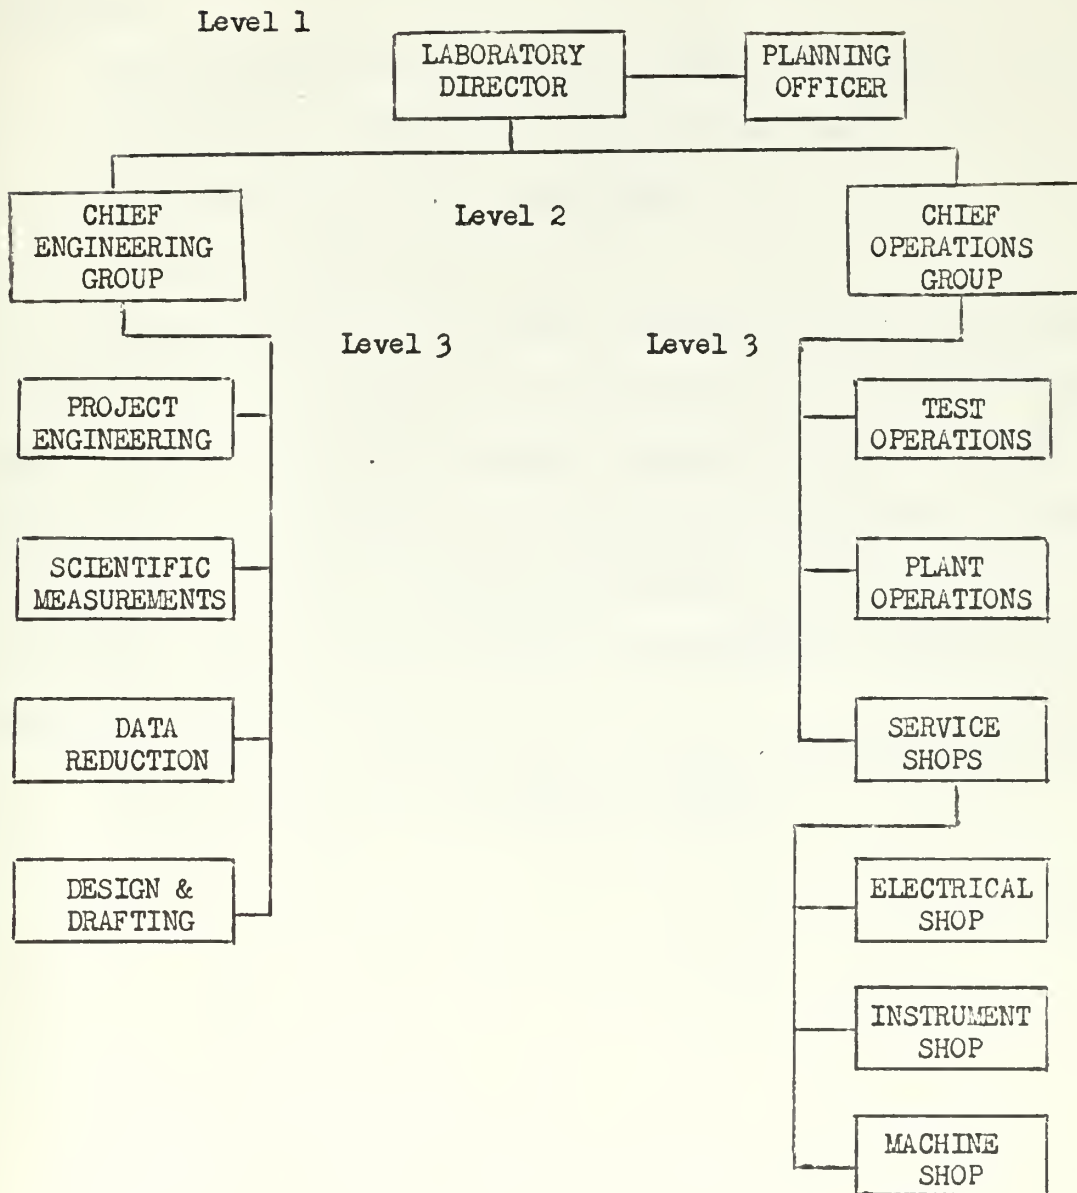 Level 1
LABORATORY
DIRECTOR
PLANNING
OFFICER
CHIEF
ENGINEERING
GROUP
Level 2
CHIEF
OPERATIONS
GROUP
Level 3
Level 3
PROJECT
ENGINEERING
SCIENTIFIC
MEASUREMENTS
DATA
REDUCTION
DESIGN &
DRAFTING
TEST
OPERATIONS
PLANT
OPERATIONS
SERVICE
SHOPS
ELECTRICAL
SHOP
INSTRUMENT
SHOP
MACHINE
SHOP